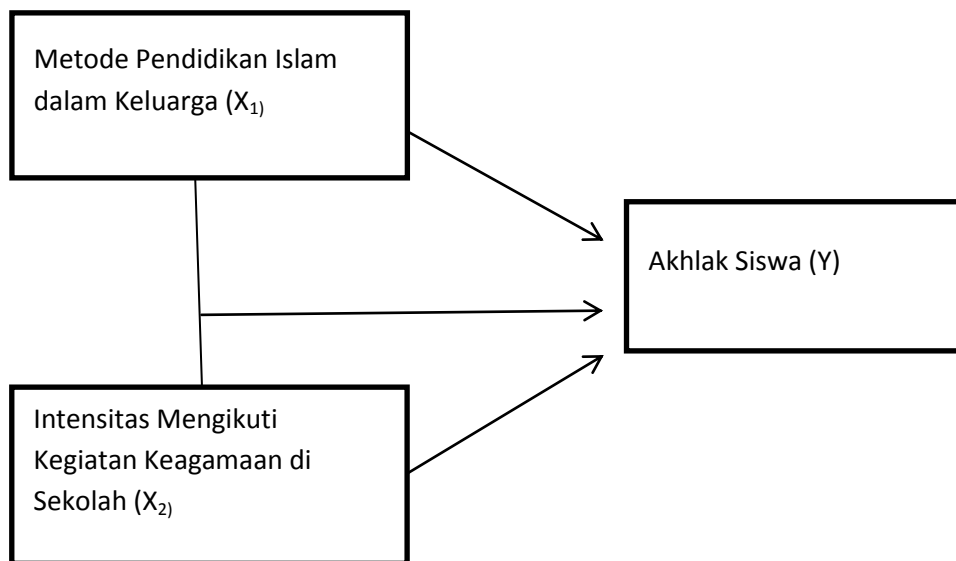 Metode Pendidikan Islam
dalam Keluarga (X1)
Akhlak Siswa (Y)
Intensitas Mengikuti
Kegiatan Keagamaan di
Sekolah (X2)